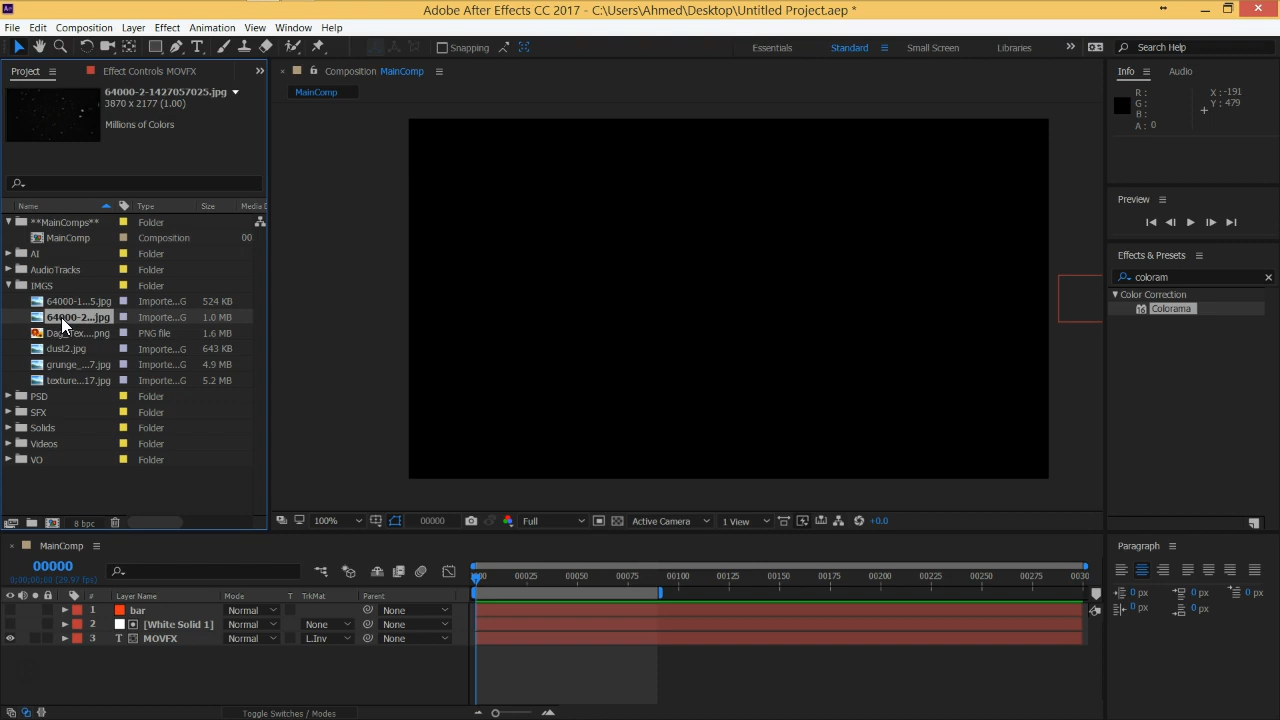 Adobe After Effects CC 2017 - C:\Users\Ahmed\Desktop\Untitled Project.aep *
File Edit Composition Layer Effect Animation View Window Help
Snapping Essentials Standard Small Screen Libraries Search Help
Project Effect Controls MOVFX
64000-2-1427057025.jpg
3870 x 2177 (1.00)
Millions of Colors
Name Type Size Media
**MainComps** Folder
MainComp Composition 00
AI Folder
AudioTracks Folder
IMGS Folder
64000-1...5.jpg Importe...G 524 KB
64000-2...jpg Importe...G 1.0 MB
Dag_Tex....png PNG file 1.6 MB
dust2.jpg Importe...G 643 KB
grunge_...7.jpg Importe...G 4.9 MB
texture...17.jpg Importe...G 5.2 MB
PSD Folder
SFX Folder
Solids Folder
Videos Folder
VO Folder
8 bpc
Composition MainComp
MainComp
100% 00000 Full Active Camera 1 View +0.0
Info Audio
R: X: -191
G: Y: 479
B:
A: 0
Preview
Effects & Presets
coloram
Color Correction
Colorama
Paragraph
0 px 0 px 0 px
0 px 0 px
MainComp
00000
0;00;00;00 (29.97 fps)
# Layer Name Mode T TrkMat Parent
1 bar Normal None
2 [White Solid 1] Normal None None
3 T MOVFX Normal L.Inv None
00025 00050 00075 00100 00125 00150 00175 00200 00225 00250 00275
Toggle Switches / Modes